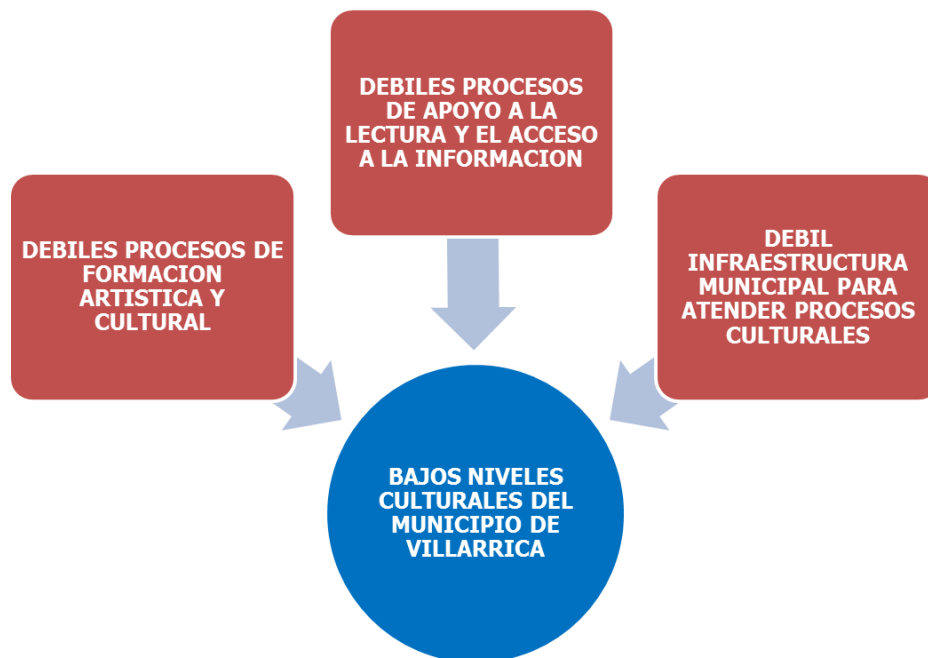 DEBILES PROCESOS
DE APOYO A LA
LECTURA Y EL ACCESO
A LA INFORMACION
DEBILES PROCESOS DE
FORMACION
ARTISTICA Y
CULTURAL
DEBIL
INFRAESTRUCTURA
MUNICIPAL PARA
ATENDER PROCESOS
CULTURALES
BAJOS NIVELES
CULTURALES DEL
MUNICIPIO DE
VILLARRICA